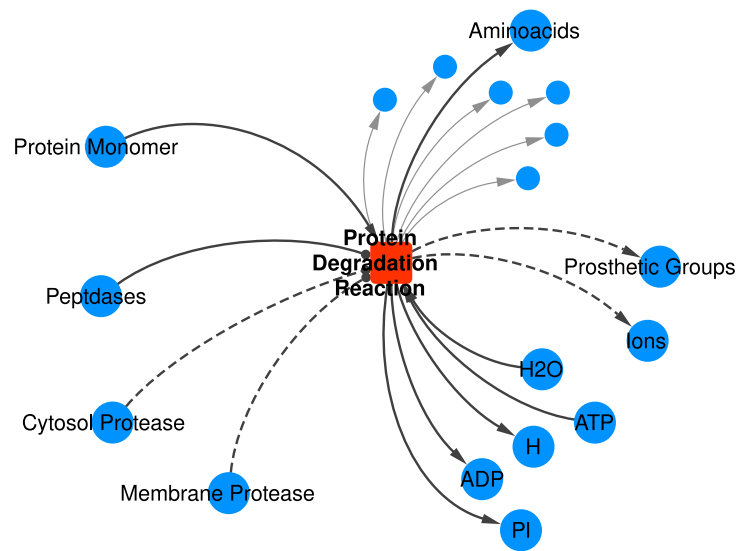 Aminoacids
Protein Monomer
Protein
Degradation
Reaction
Prosthetic Groups
Peptdases
Ions
H2O
Cytosol Protease
ATP
H
ADP
Membrane Protease
PI